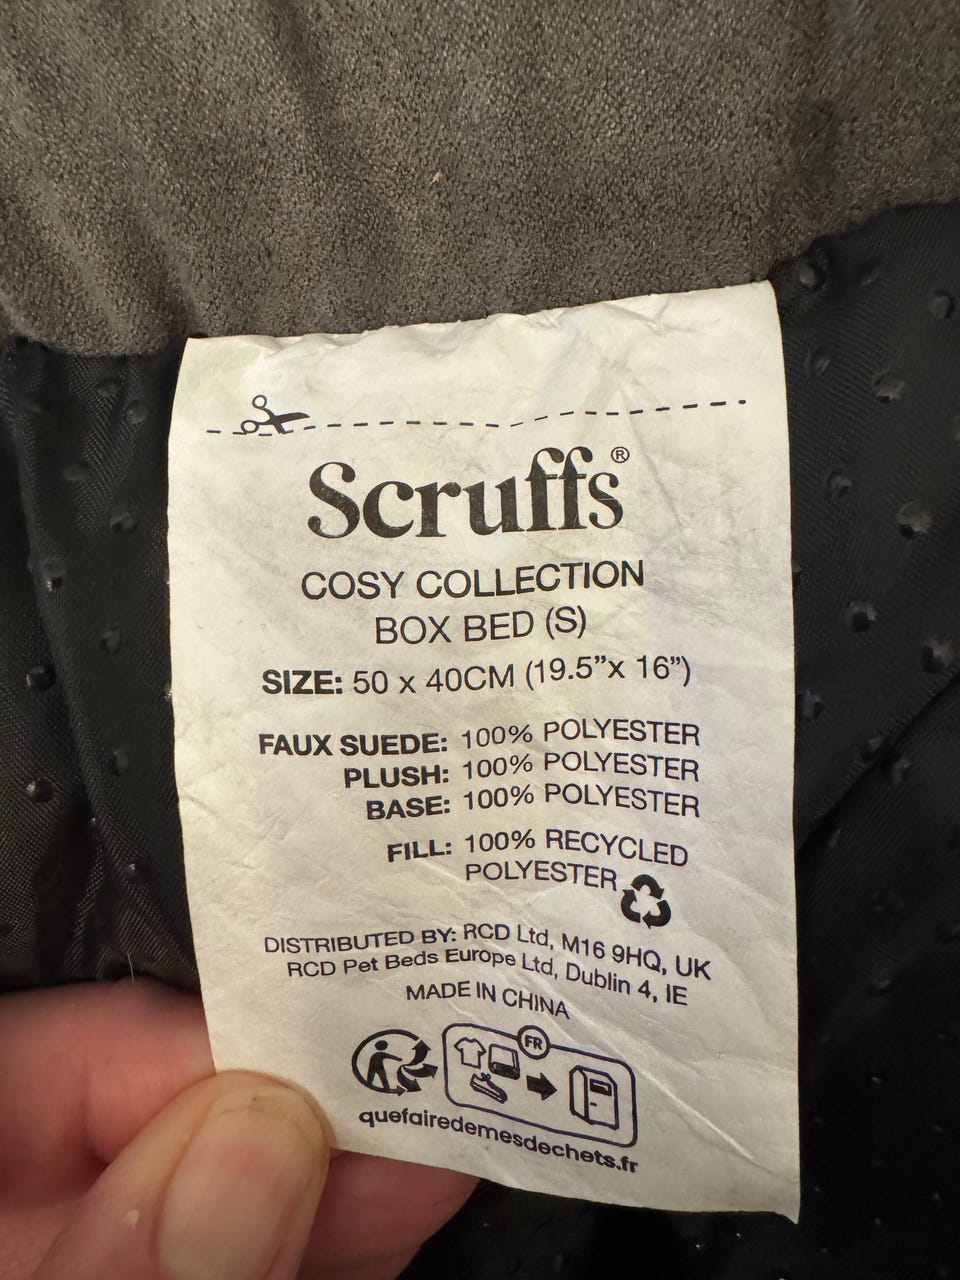 Scruffs®
COSY COLLECTION
BOX BED (S)
SIZE: 50 x 40CM (19.5”x 16”)
FAUX SUEDE: 100% POLYESTER
PLUSH: 100% POLYESTER
BASE: 100% POLYESTER
FILL: 100% RECYCLED
POLYESTER
DISTRIBUTED BY: RCD Ltd, M16 9HQ, UK
RCD Pet Beds Europe Ltd, Dublin 4, IE
MADE IN CHINA
FR
quefairedemesdechets.fr